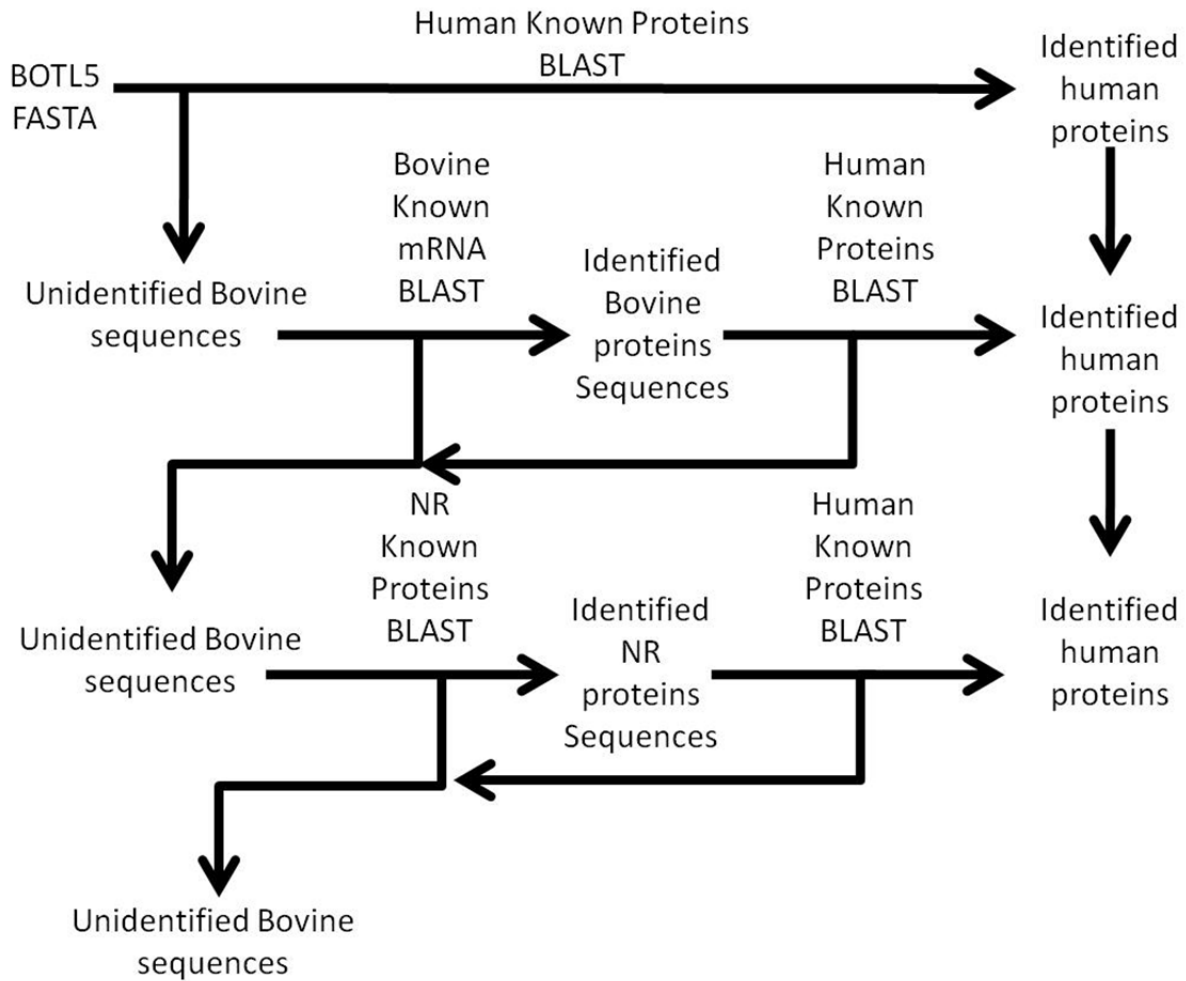 Human Known Proteins
BLAST
BOTL5
FASTA
Identified
human
proteins
Bovine
Known
mRNA
BLAST
Human
Known
Proteins
BLAST
Unidentified Bovine
sequences
Identified
Bovine
proteins
Sequences
Identified
human
proteins
NR
Known
Proteins
BLAST
Human
Known
Proteins
BLAST
Unidentified Bovine
sequences
Identified
NR
proteins
Sequences
Identified
human
proteins
Unidentified Bovine
sequences